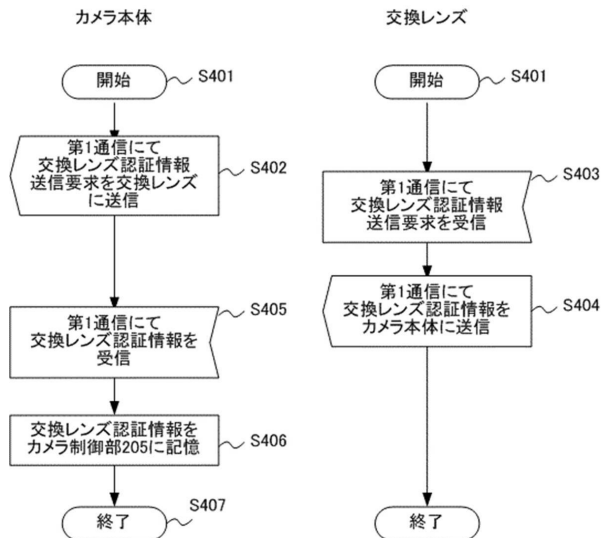 カメラ本体
交換レンズ
開始
S401
開始
S401
第1通信にて
交換レンズ認証情報
送信要求を交換レンズ
に送信
S402
第1通信にて
交換レンズ認証情報
送信要求を受信
S403
第1通信にて
交換レンズ認証情報を
カメラ本体に送信
S404
第1通信にて
交換レンズ認証情報を
受信
S405
交換レンズ認証情報を
カメラ制御部205に記憶
S406
終了
S407
終了